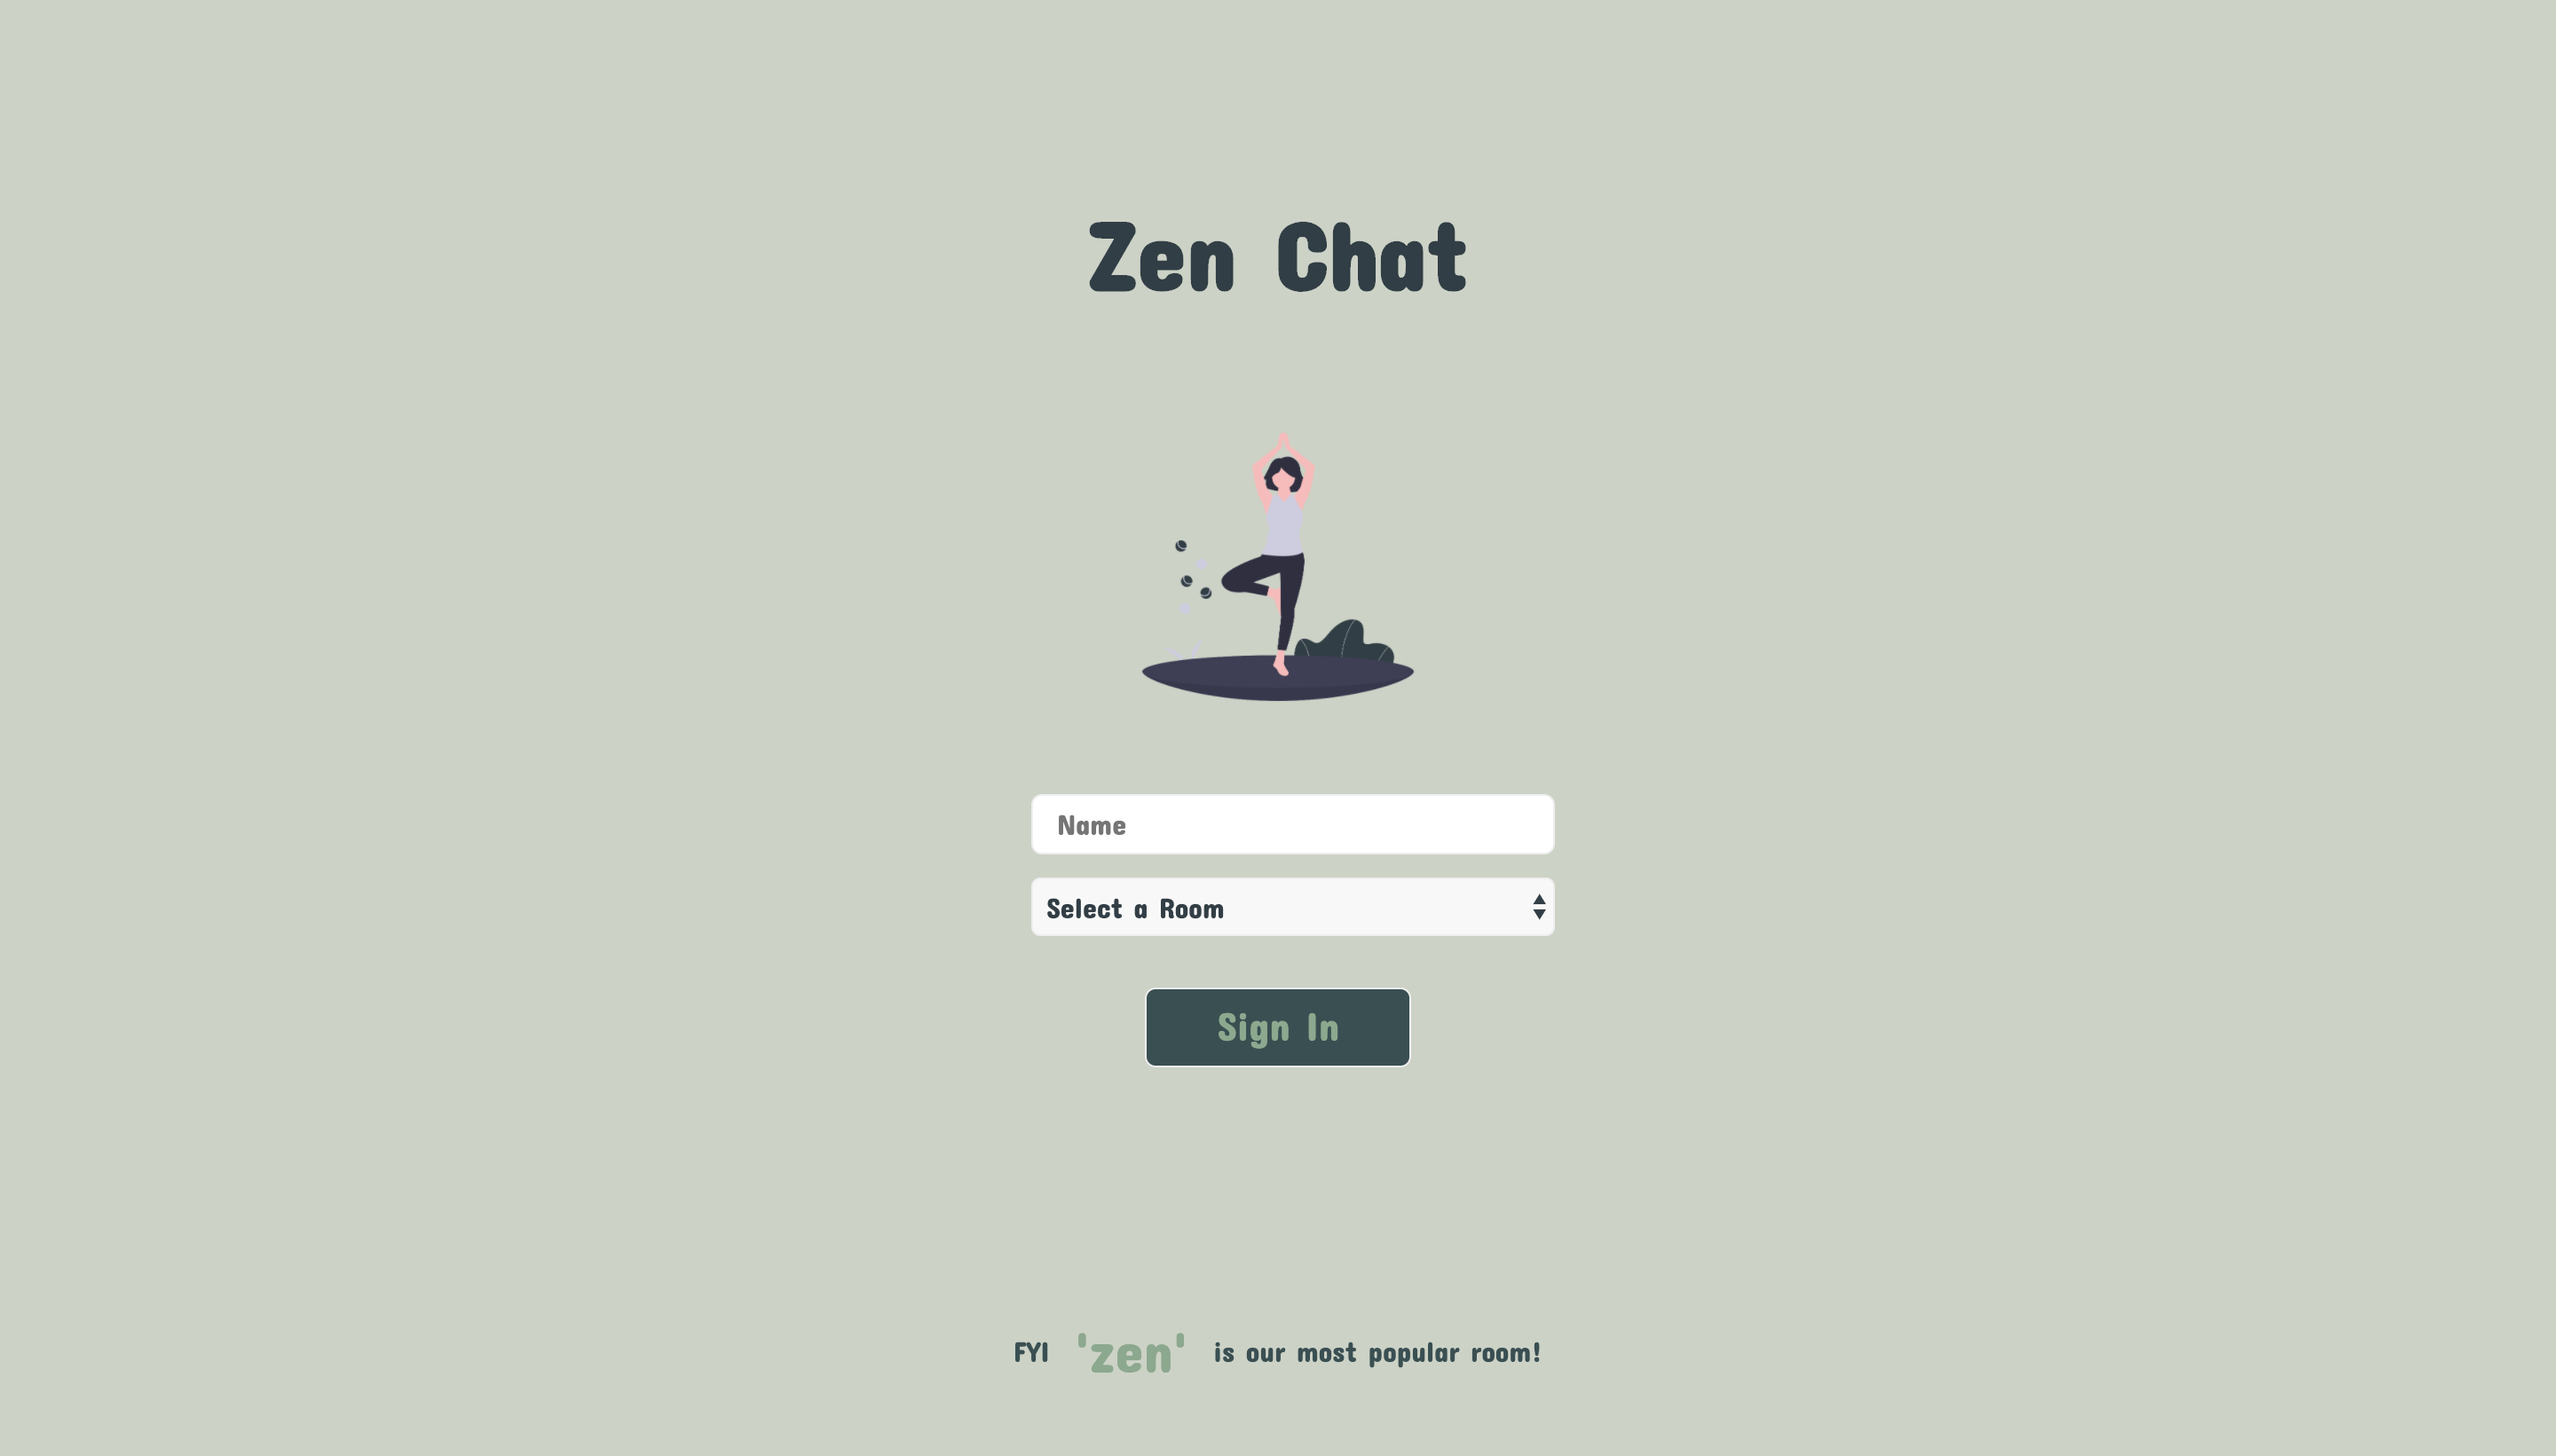 Zen Chat
Name
Select a Room
Sign In
FYI 'zen' is our most popular room!